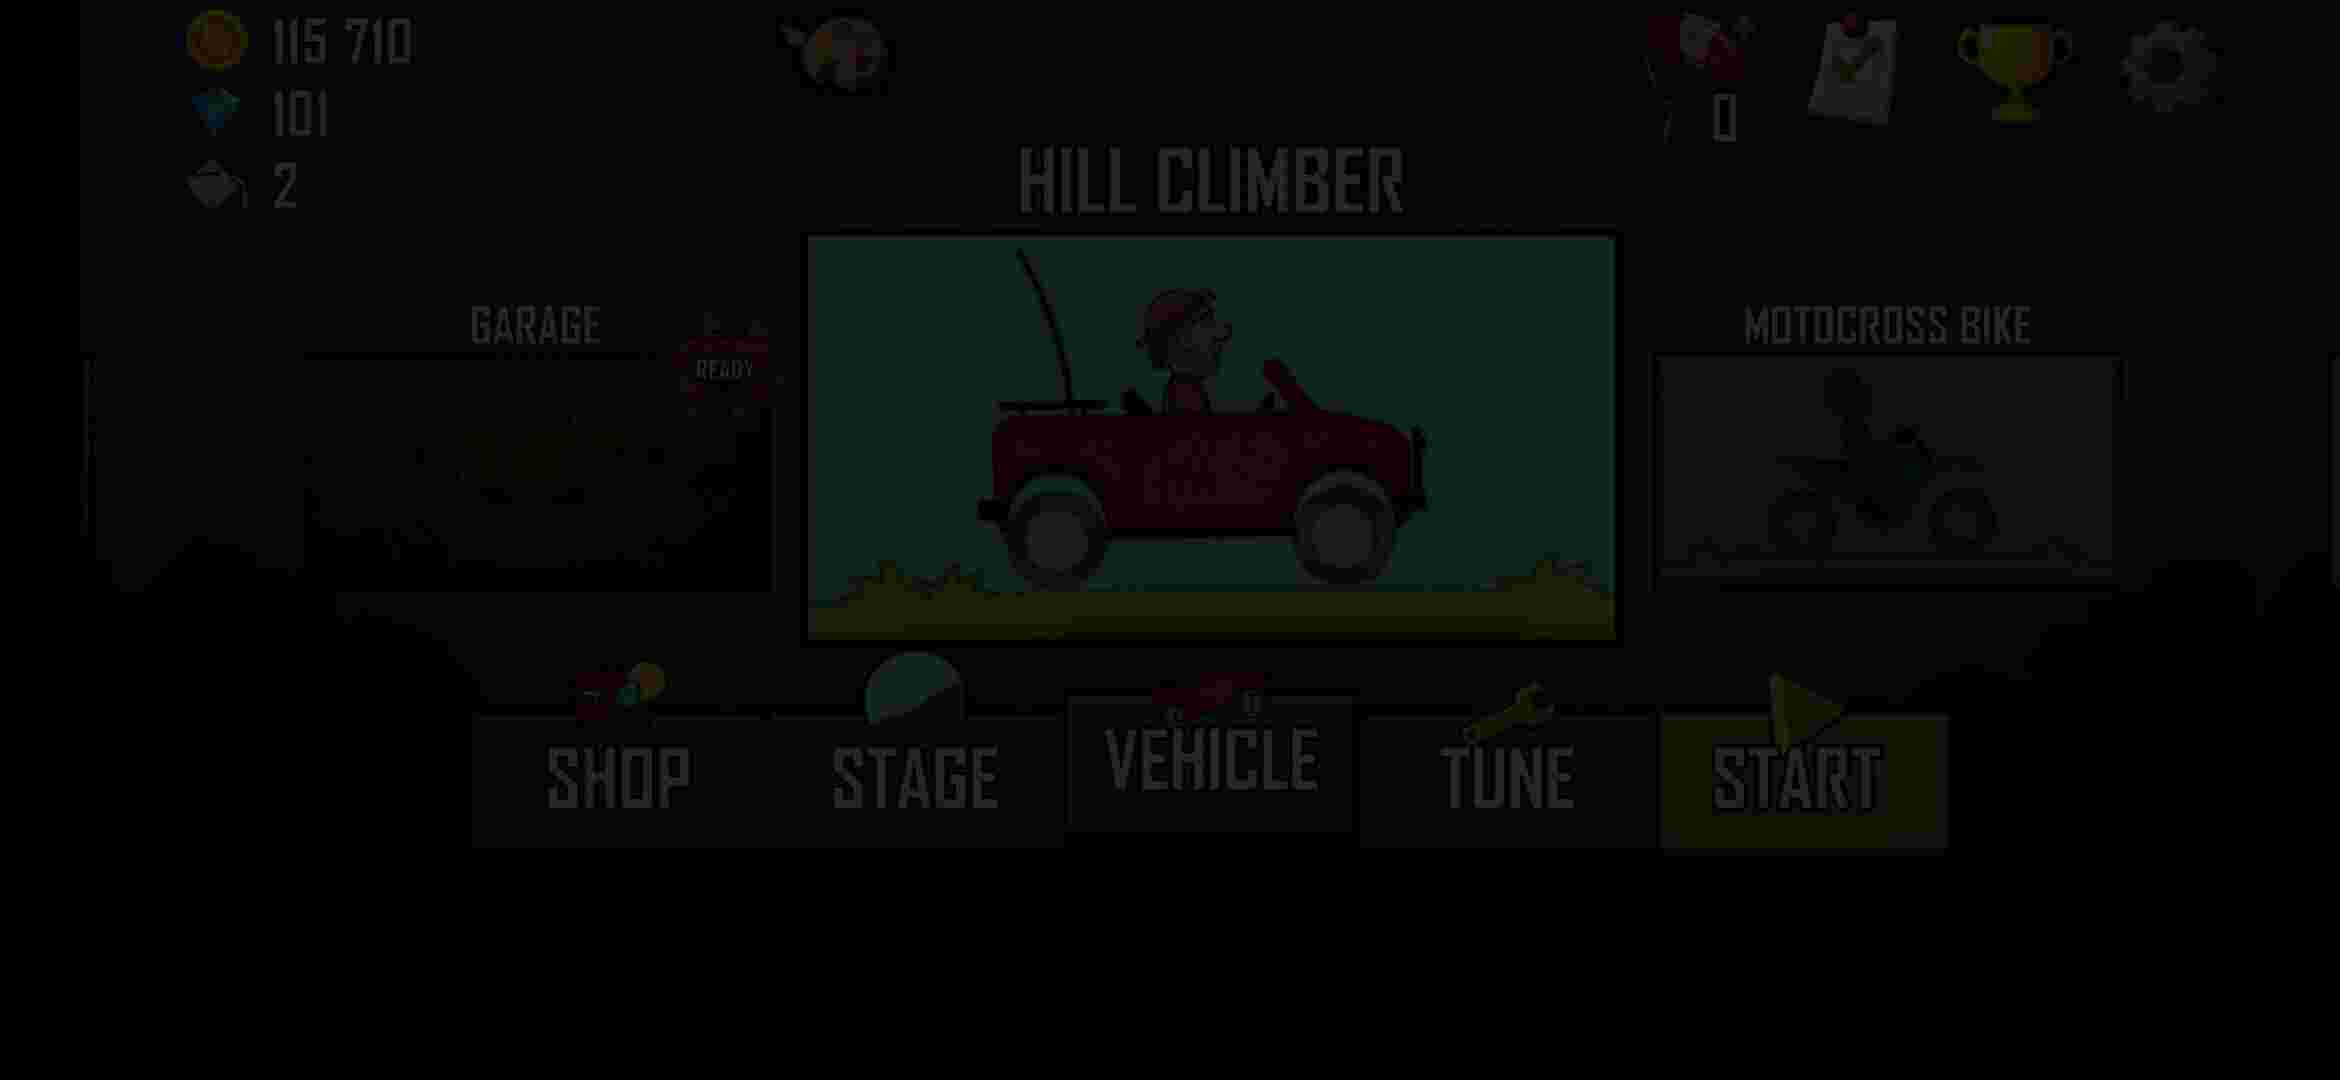 115 710
101
2
0
HILL CLIMBER
GARAGE
READY
MOTOCROSS BIKE
SHOP
STAGE
VEHICLE
TUNE
START